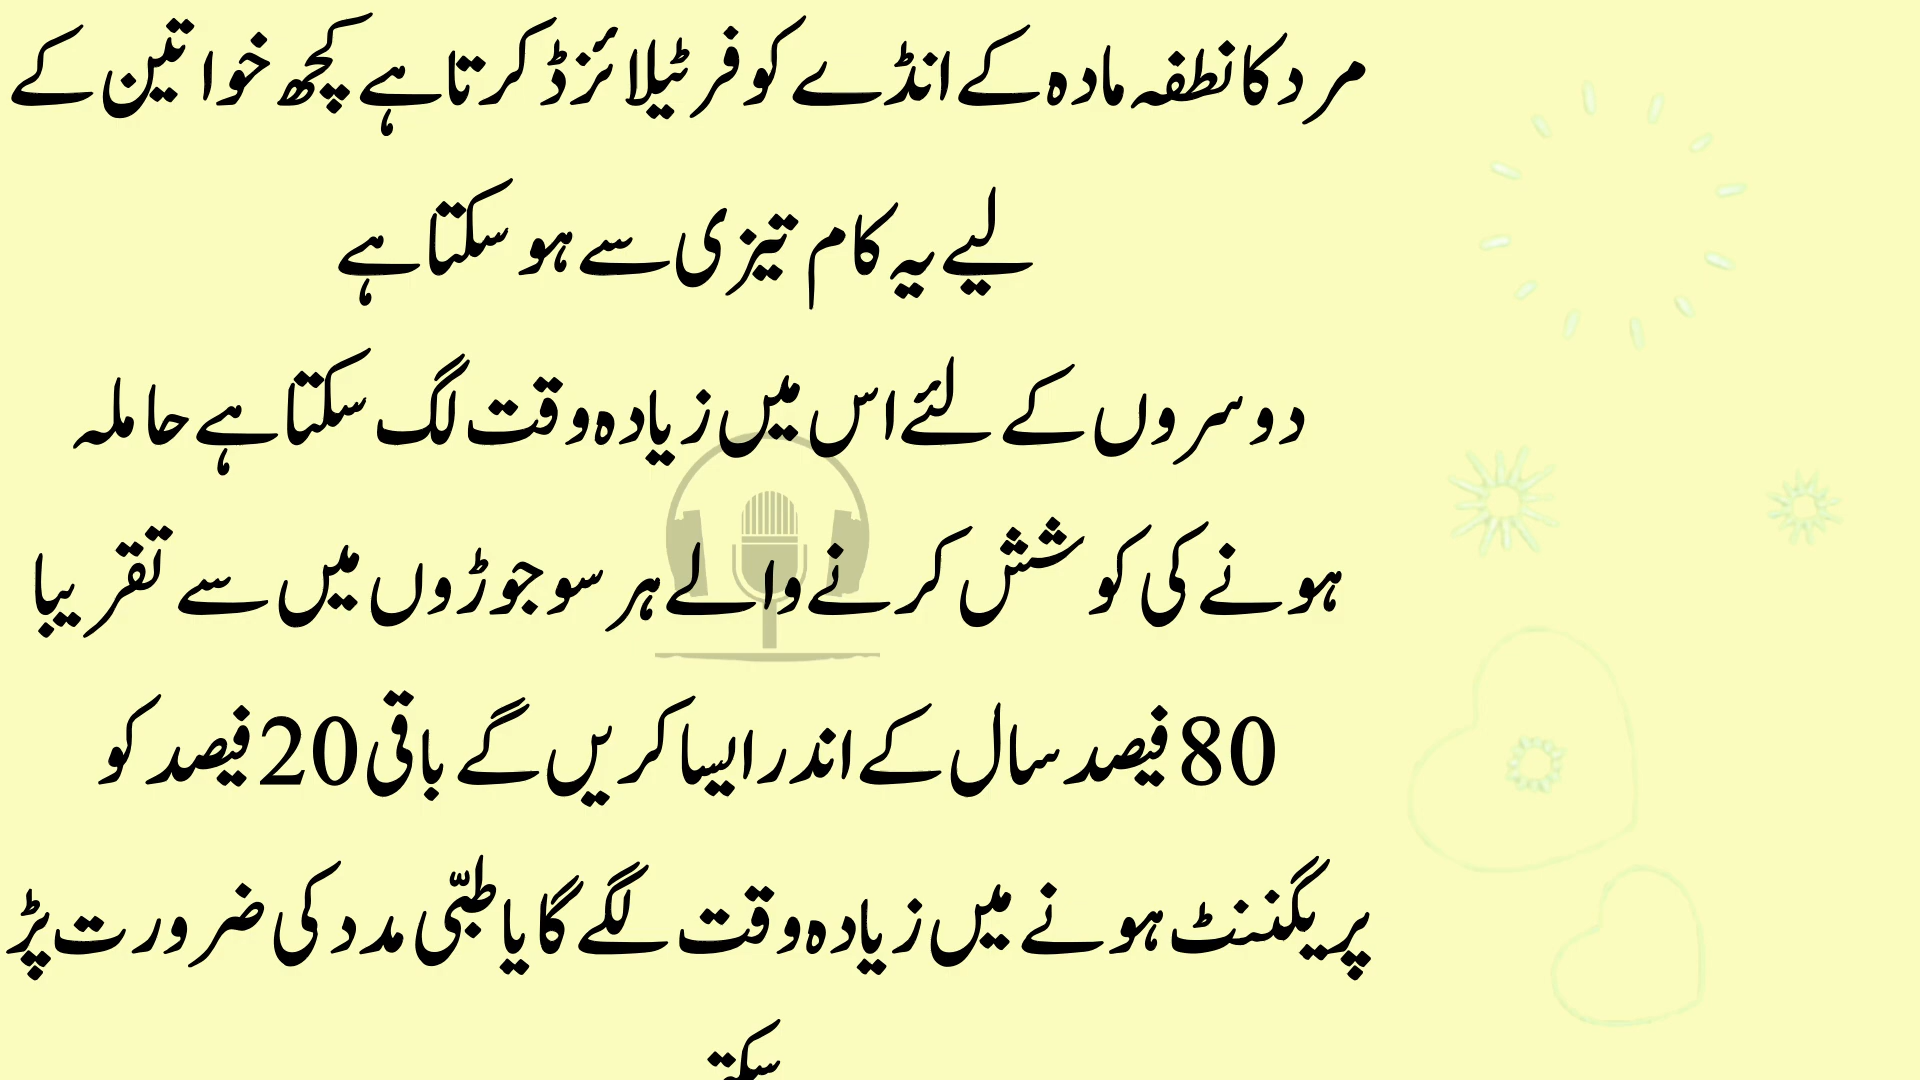 مرد کا نطفہ مادہ کے انڈے کو فرٹیلائزڈ کرتا ہے کچھ خواتین کے
لیے یہ کام تیزی سے ہو سکتا ہے
دوسروں کے لئے اس میں زیادہ وقت لگ سکتا ہے حاملہ
ہونے کی کوشش کرنے والے ہر سو جوڑوں میں سے تقریبا
80 فیصد سال کے اندر ایسا کریں گے باقی 20 فیصد کو
پریگننٹ ہونے میں زیادہ وقت لگے گا یا طبّی مدد کی ضرورت پڑ